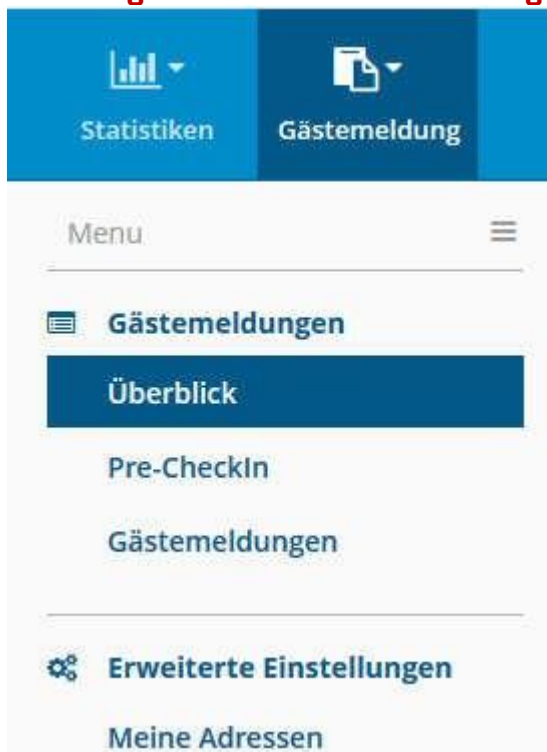 Statistiken Gästemeldung
Menu
Gästemeldungen
Überblick
Pre-CheckIn
Gästemeldungen
Erweiterte Einstellungen
Meine Adressen